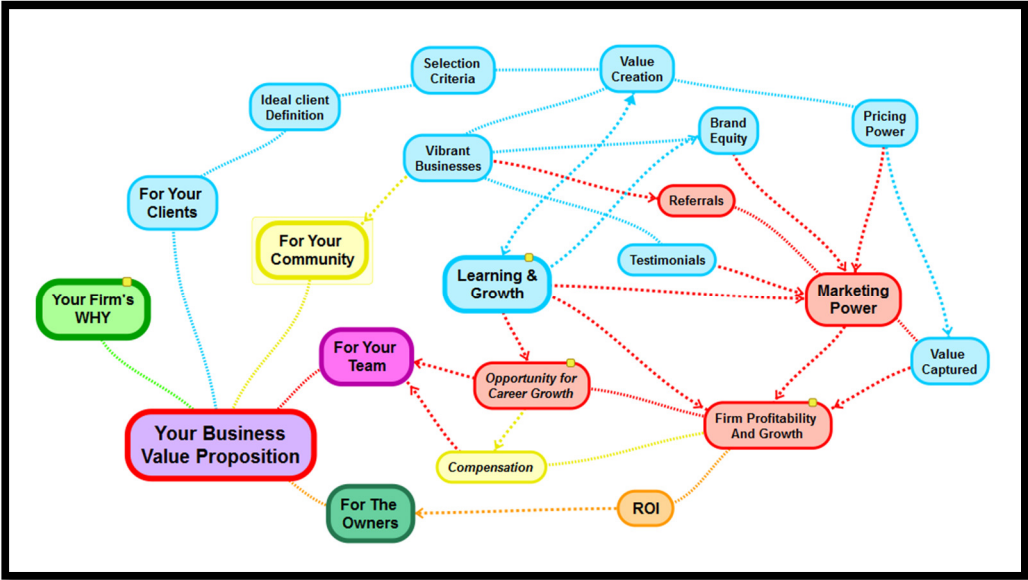 Value
Creation
Selection
Criteria
Ideal client
Definition
Pricing
Power
Brand
Equity
Vibrant
Businesses
For Your
Clients
Referrals
For Your
Community
Testimonials
Learning &
Growth
Marketing
Power
Your Firm's
WHY
For Your
Team
Value
Captured
Opportunity for
Career Growth
Firm Profitability
And Growth
Your Business
Value Proposition
Compensation
For The
Owners
ROI